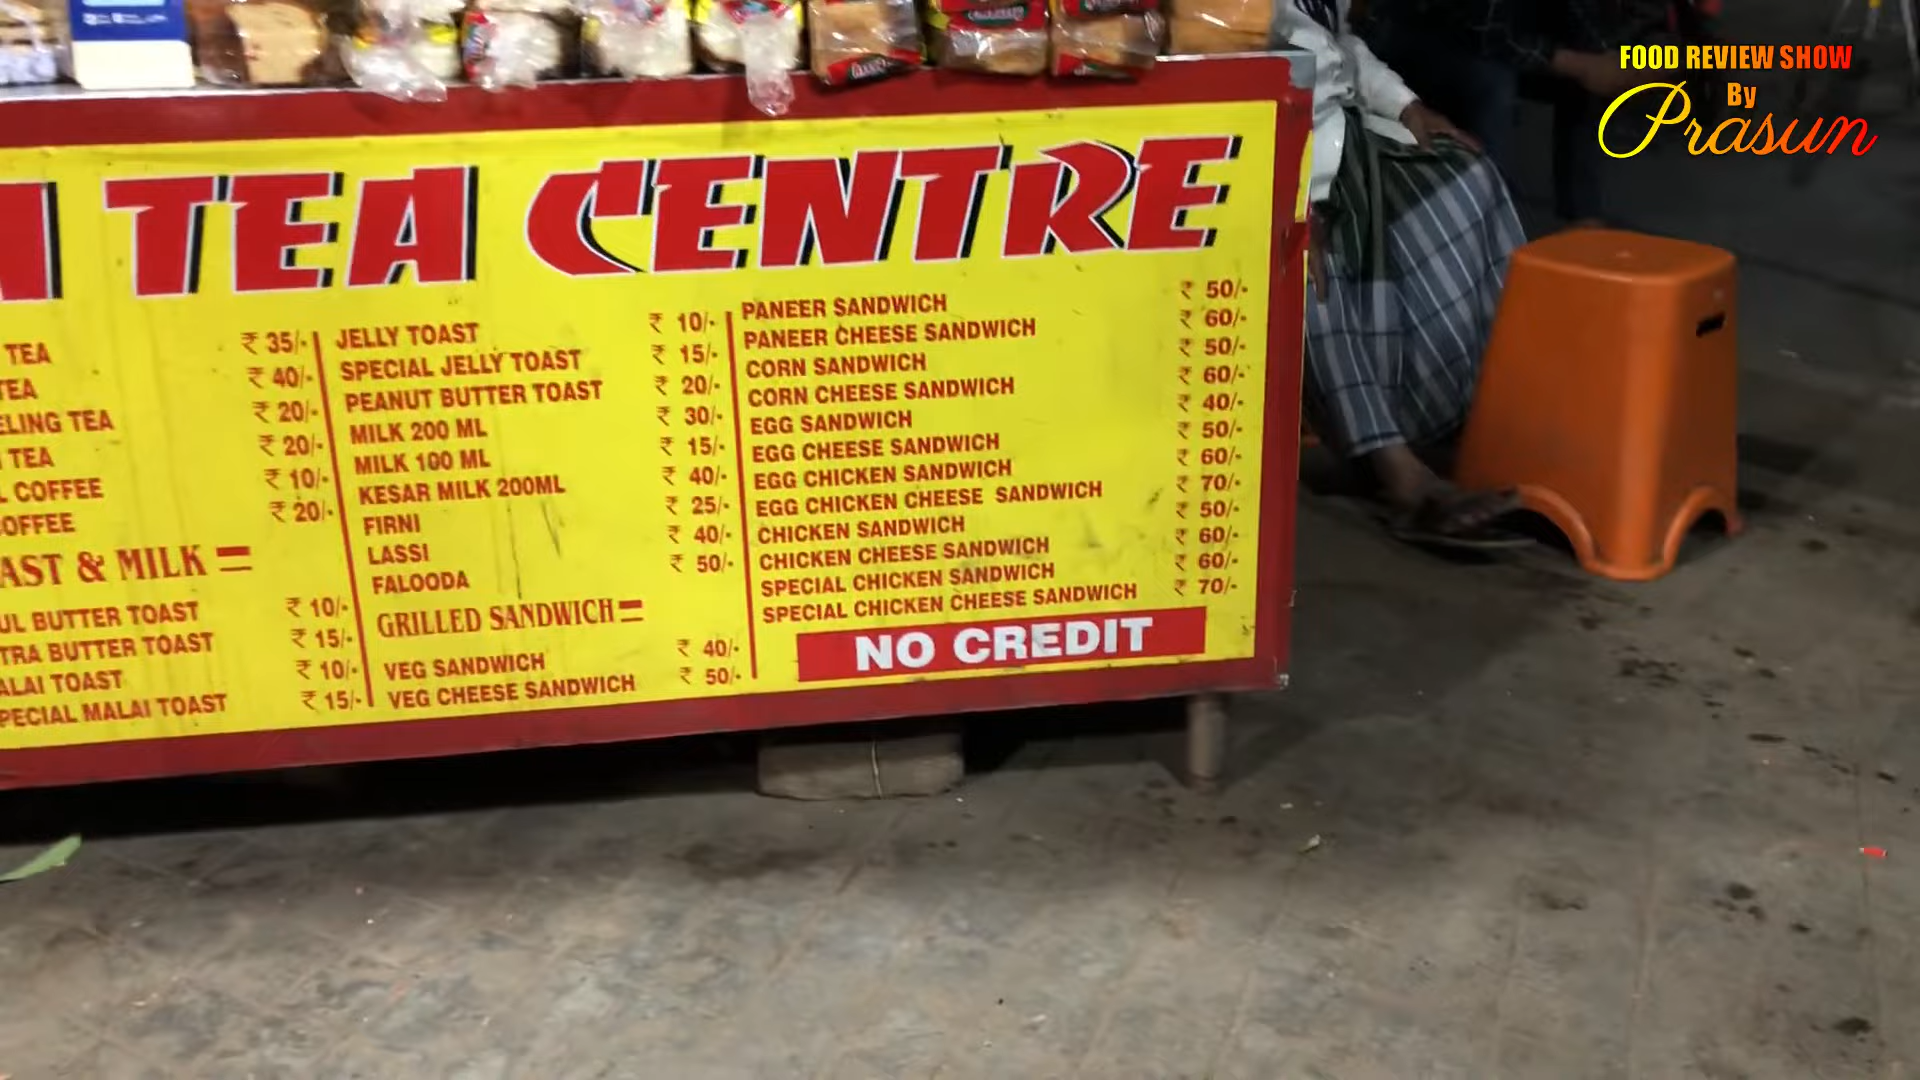 FOOD REVIEW SHOW
By
Prasun
TEA CENTRE
TEA ₹ 35/-
TEA ₹ 40/-
ELING TEA ₹ 20/-
TEA ₹ 20/-
L COFFEE ₹ 10/-
COFFEE ₹ 20/-
AST & MILK
UL BUTTER TOAST ₹ 10/-
TRA BUTTER TOAST ₹ 15/-
ALAI TOAST ₹ 10/-
PECIAL MALAI TOAST ₹ 15/-
JELLY TOAST ₹ 10/-
SPECIAL JELLY TOAST ₹ 15/-
PEANUT BUTTER TOAST ₹ 20/-
MILK 200 ML ₹ 30/-
MILK 100 ML ₹ 15/-
KESAR MILK 200ML ₹ 40/-
FIRNI ₹ 25/-
LASSI ₹ 40/-
FALOODA ₹ 50/-
GRILLED SANDWICH
VEG SANDWICH ₹ 40/-
VEG CHEESE SANDWICH ₹ 50/-
PANEER SANDWICH ₹ 50/-
PANEER CHEESE SANDWICH ₹ 60/-
CORN SANDWICH ₹ 50/-
CORN CHEESE SANDWICH ₹ 60/-
EGG SANDWICH ₹ 40/-
EGG CHEESE SANDWICH ₹ 50/-
EGG CHICKEN SANDWICH ₹ 60/-
EGG CHICKEN CHEESE SANDWICH ₹ 70/-
CHICKEN SANDWICH ₹ 50/-
CHICKEN CHEESE SANDWICH ₹ 60/-
SPECIAL CHICKEN SANDWICH ₹ 60/-
SPECIAL CHICKEN CHEESE SANDWICH ₹ 70/-
NO CREDIT